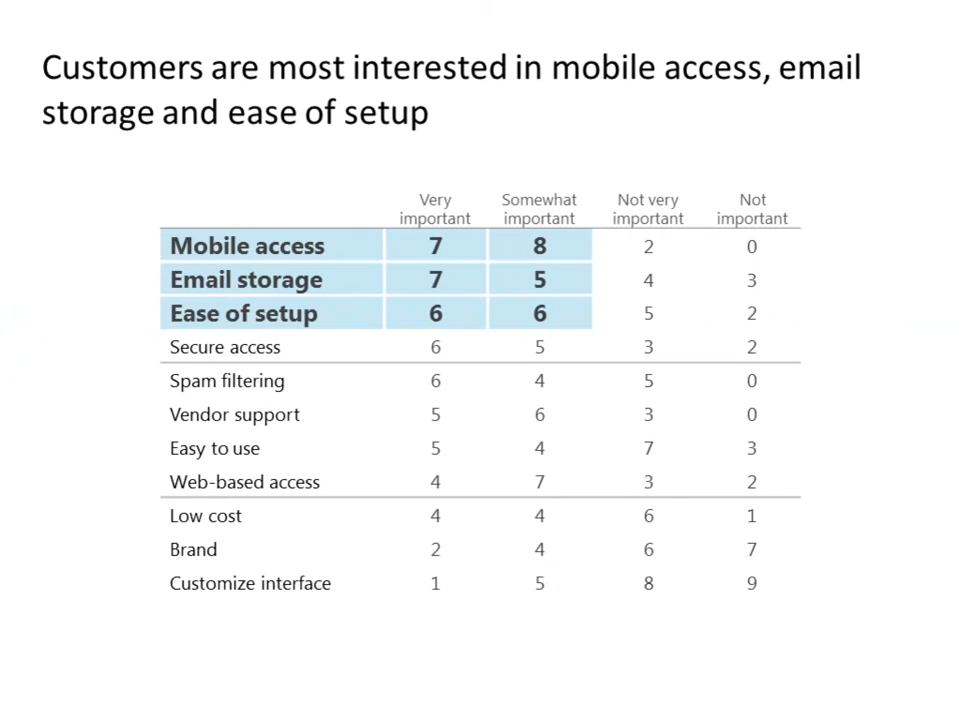 Customers are most interested in mobile access, email
storage and ease of setup
Very important Somewhat important Not very important Not important
Mobile access 7 8 2 0
Email storage 7 5 4 3
Ease of setup 6 6 5 2
Secure access 6 5 3 2
Spam filtering 6 4 5 0
Vendor support 5 6 3 0
Easy to use 5 4 7 3
Web-based access 4 7 3 2
Low cost 4 4 6 1
Brand 2 4 6 7
Customize interface 1 5 8 9